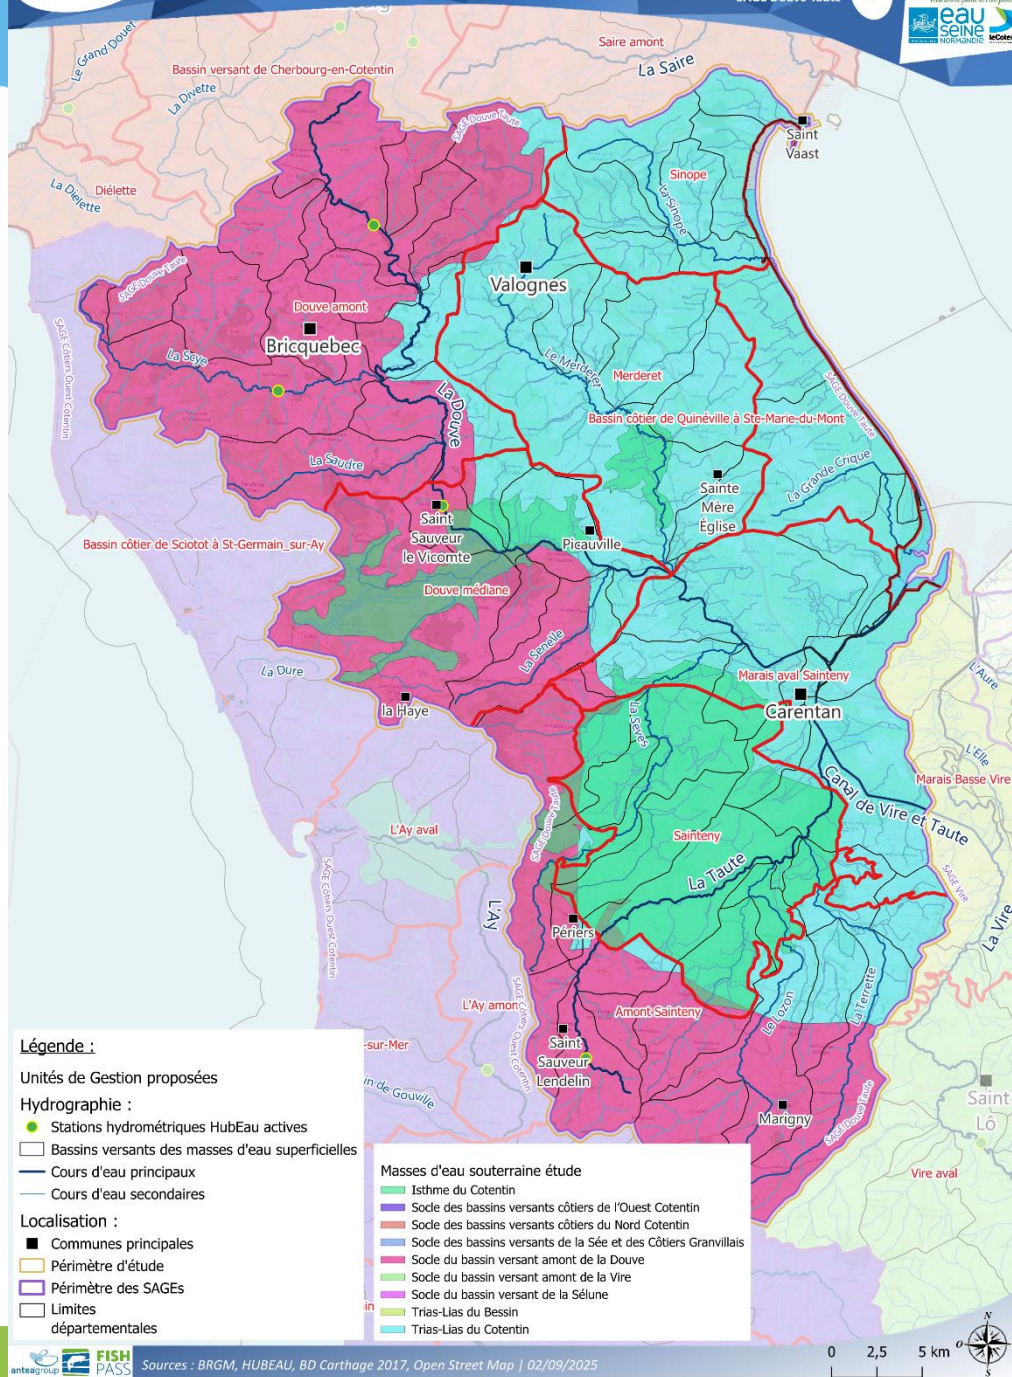 SAGE Douve Taute
eau
SEINE
NORMANDIE
Le Grand Douet
Saire amont
Bassin versant de Cherbourg-en-Cotentin
La Saire
La Divette
SAGE Douve Taute
Saint
Vaast
La Dielette
Diélette
Sinope
La Sinope
SAGE Douve Taute
Valognes
Douve amont
Bricquebec
SAGE Côtiers Ouest Cotentin
La Scye
Le Merderet
Merderet
SAGE Douve Taute
La Douve
Bassin côtier de Quinéville à Ste-Marie-du-Mont
La Saudre
La Grande Crique
Sainte
Mère
Église
Saint
Sauveur
le Vicomte
Picauville
Bassin côtier de Sciotot à St-Germain_sur-Ay
Douve médiane
La Senelle
La Dure
L'Aure
Marais aval Sainteny
la Haye
Carentan
La Sèves
L'Elle
Marais Basse Vire
Canal de Vire et Taute
L'Ay aval
SAGE Douve Taute
Sainteny
La Taute
SAGE Vire
SAGE Côtiers Ouest Cotentin
L'Ay
Périers
La Vire
L'Ay amont
SAGE Côtiers Ouest Cotentin
Amont Sainteny
Le Lozon
La Terrette
-sur-Mer
Saint
Sauveur
Lendelin
in de Gouville
Marigny
SAGE Douve Taute
Saint
Lô
Vire aval
Légende :
Unités de Gestion proposées
Hydrographie :
Stations hydrométriques HubEau actives
Bassins versants des masses d'eau superficielles
Cours d'eau principaux
Cours d'eau secondaires
Localisation :
Communes principales
Périmètre d'étude
Périmètre des SAGEs
Limites
départementales
Masses d'eau souterraine étude
Isthme du Cotentin
Socle des bassins versants côtiers de l'Ouest Cotentin
Socle des bassins versants côtiers du Nord Cotentin
Socle des bassins versants de la Sée et des Côtiers Granvillais
Socle du bassin versant amont de la Douve
Socle du bassin versant amont de la Vire
Socle du bassin versant de la Sélune
Trias-Lias du Bessin
Trias-Lias du Cotentin
anteagroup
FISH
PASS
Sources : BRGM, HUBEAU, BD Carthage 2017, Open Street Map | 02/09/2025
0 2,5 5 km
N
O
S